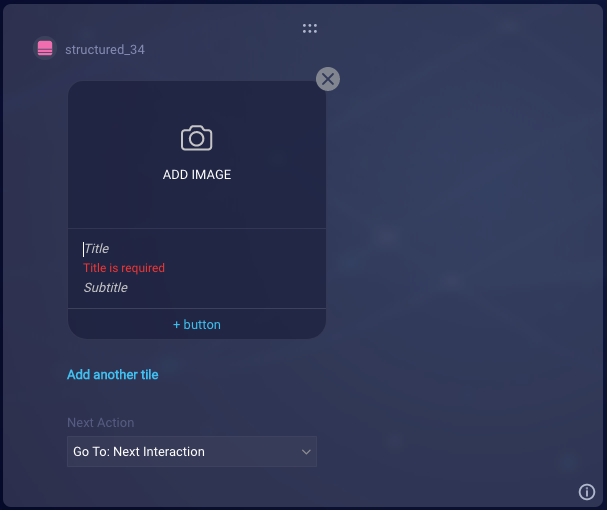 structured_34
ADD IMAGE
Title
Title is required
Subtitle
+ button
Add another tile
Next Action
Go To: Next Interaction